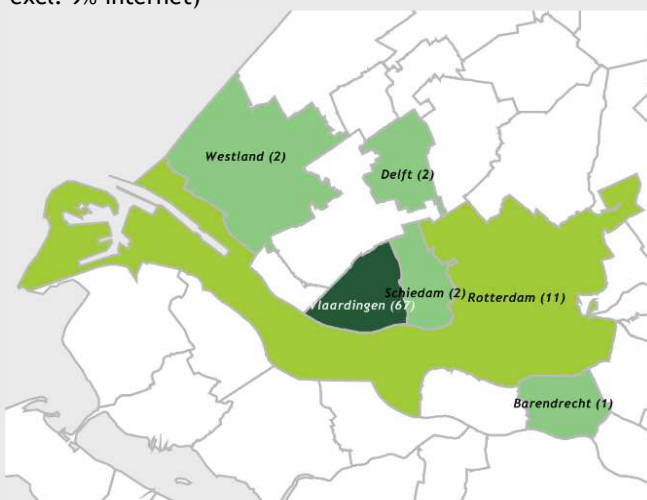 excl. 9% internet)
Westland (2)
Delft (2)
Schiedam (2)
Rotterdam (11)
Vlaardingen (67)
Barendrecht (1)